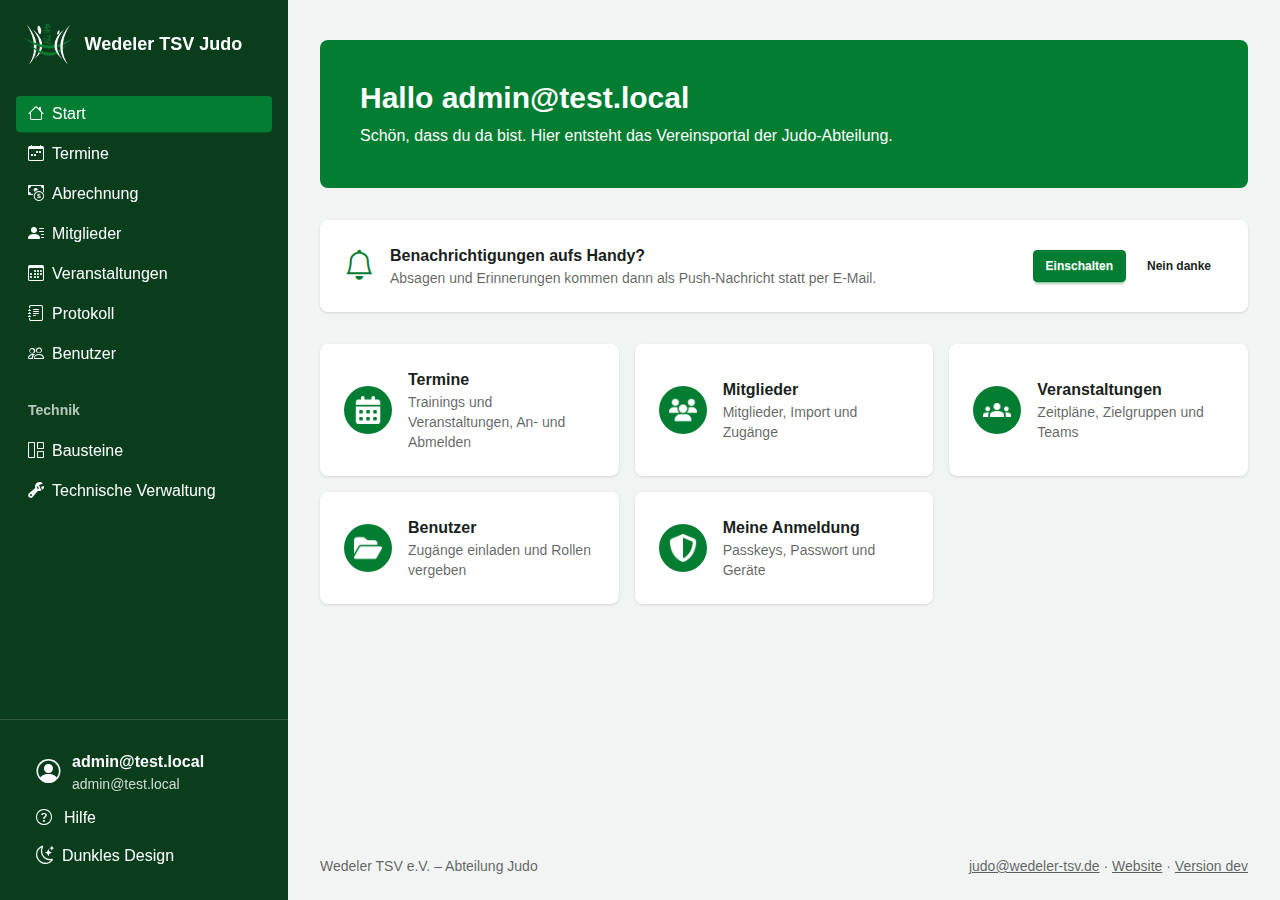 Wedeler TSV Judo
Start
Termine
Abrechnung
Mitglieder
Veranstaltungen
Protokoll
Benutzer
Technik
Bausteine
Technische Verwaltung
admin@test.local
admin@test.local
Hilfe
Dunkles Design
Hallo admin@test.local
Schön, dass du da bist. Hier entsteht das Vereinsportal der Judo-Abteilung.
Benachrichtigungen aufs Handy?
Absagen und Erinnerungen kommen dann als Push-Nachricht statt per E-Mail.
Einschalten
Nein danke
Termine
Trainings und
Veranstaltungen, An- und
Abmelden
Mitglieder
Mitglieder, Import und
Zugänge
Veranstaltungen
Zeitpläne, Zielgruppen und
Teams
Benutzer
Zugänge einladen und Rollen
vergeben
Meine Anmeldung
Passkeys, Passwort und
Geräte
Wedeler TSV e.V. – Abteilung Judo
judo@wedeler-tsv.de · Website · Version dev